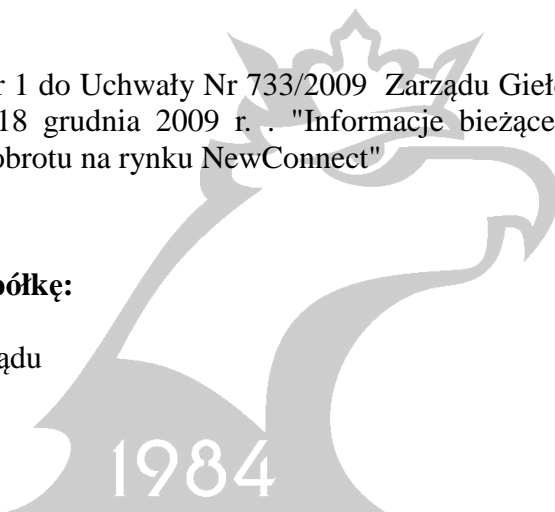 r 1 do Uchwały Nr 733/2009 Zarządu Gieł
18 grudnia 2009 r. . "Informacje bieżące
obrotu na rynku NewConnect"
półkę:
ądu
1984